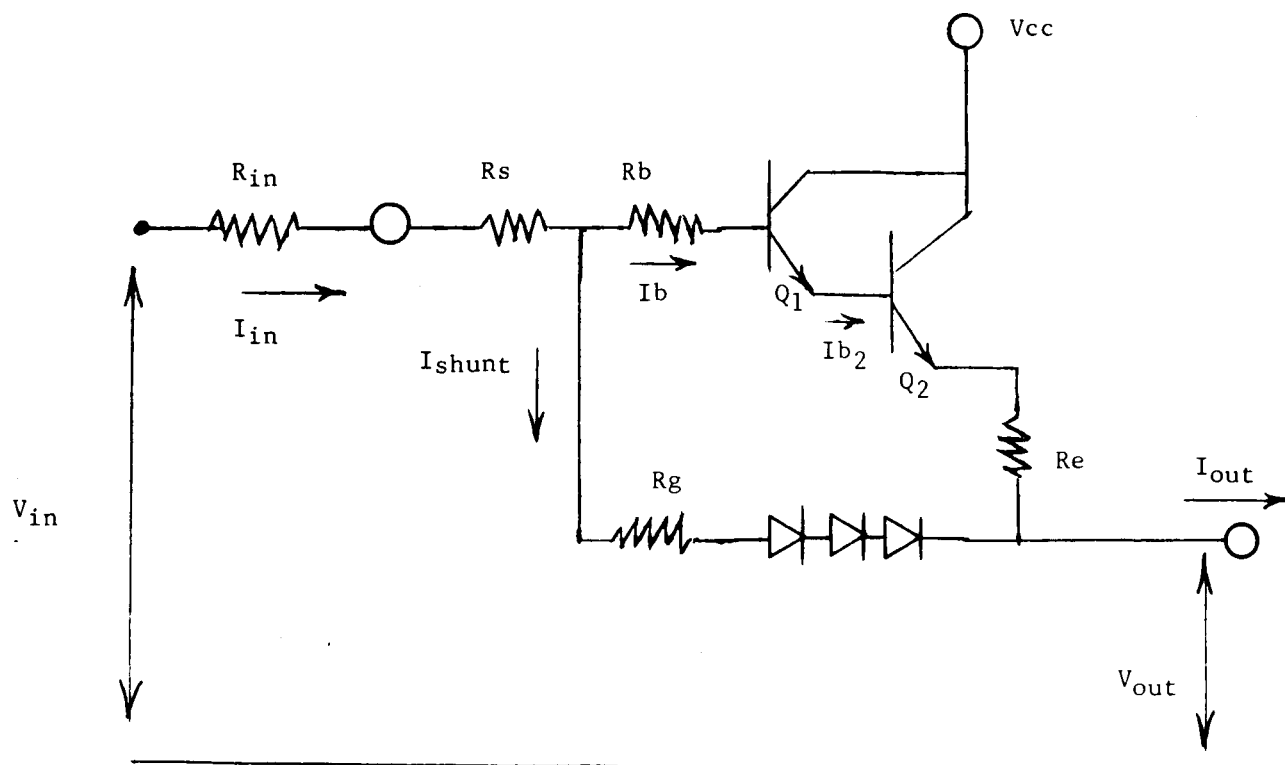 Vcc
Rin
Rs
Rb
Iin
Ib
Q1
Ib2
Ishunt
Q2
Re
Iout
Rg
Vin
Vout